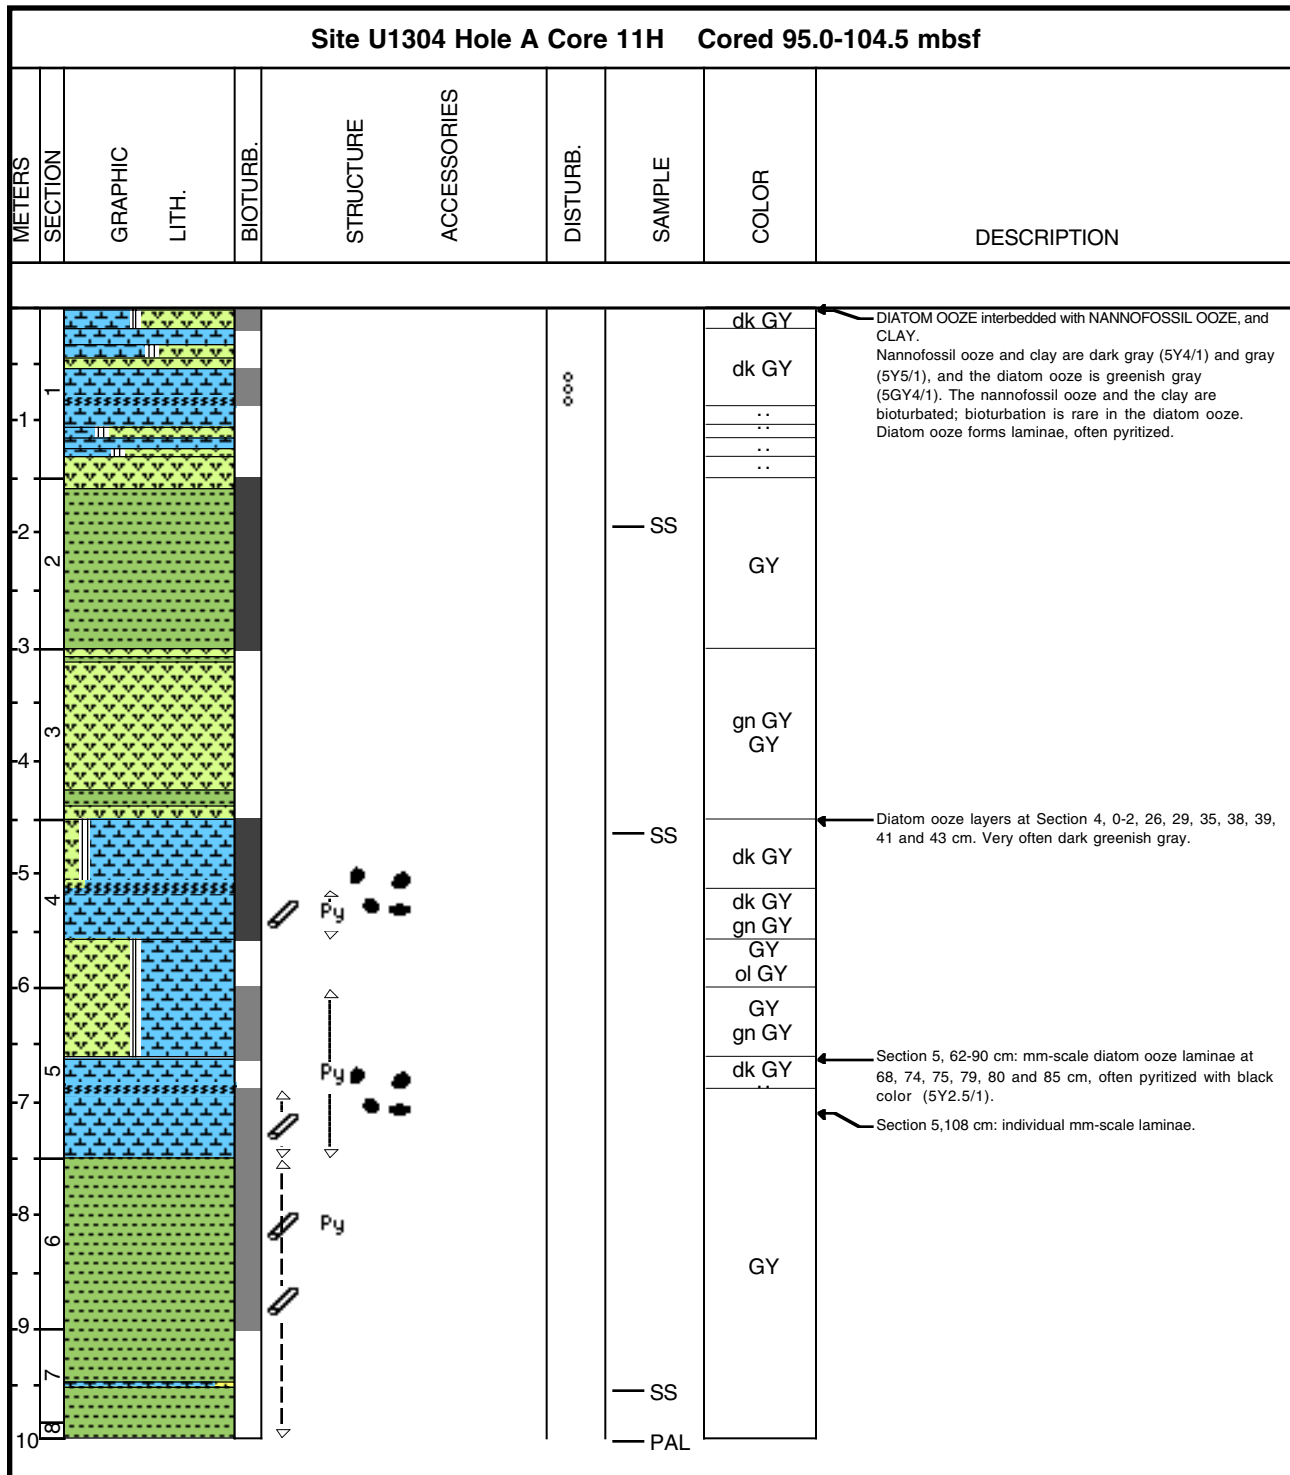 Site U1304 Hole A Core 11H Cored 95.0-104.5 mbsf
METERS
SECTION
GRAPHIC
LITH.
BIOTURB.
STRUCTURE
ACCESSORIES
DISTURB.
SAMPLE
COLOR
DESCRIPTION
1
2
3
4
5
6
7
8
9
10
1
2
3
4
5
6
7
8
Py
Py
Py
SS
SS
SS
PAL
dk GY
dk GY
..
..
..
..
GY
gn GY
GY
dk GY
dk GY
gn GY
GY
ol GY
GY
gn GY
dk GY
..
GY
DIATOM OOZE interbedded with NANNOFOSSIL OOZE, and
CLAY.
Nannofossil ooze and clay are dark gray (5Y4/1) and gray
(5Y5/1), and the diatom ooze is greenish gray
(5GY4/1). The nannofossil ooze and the clay are
bioturbated; bioturbation is rare in the diatom ooze.
Diatom ooze forms laminae, often pyritized.
Diatom ooze layers at Section 4, 0-2, 26, 29, 35, 38, 39,
41 and 43 cm. Very often dark greenish gray.
Section 5, 62-90 cm: mm-scale diatom ooze laminae at
68, 74, 75, 79, 80 and 85 cm, often pyritized with black
color (5Y2.5/1).
Section 5,108 cm: individual mm-scale laminae.